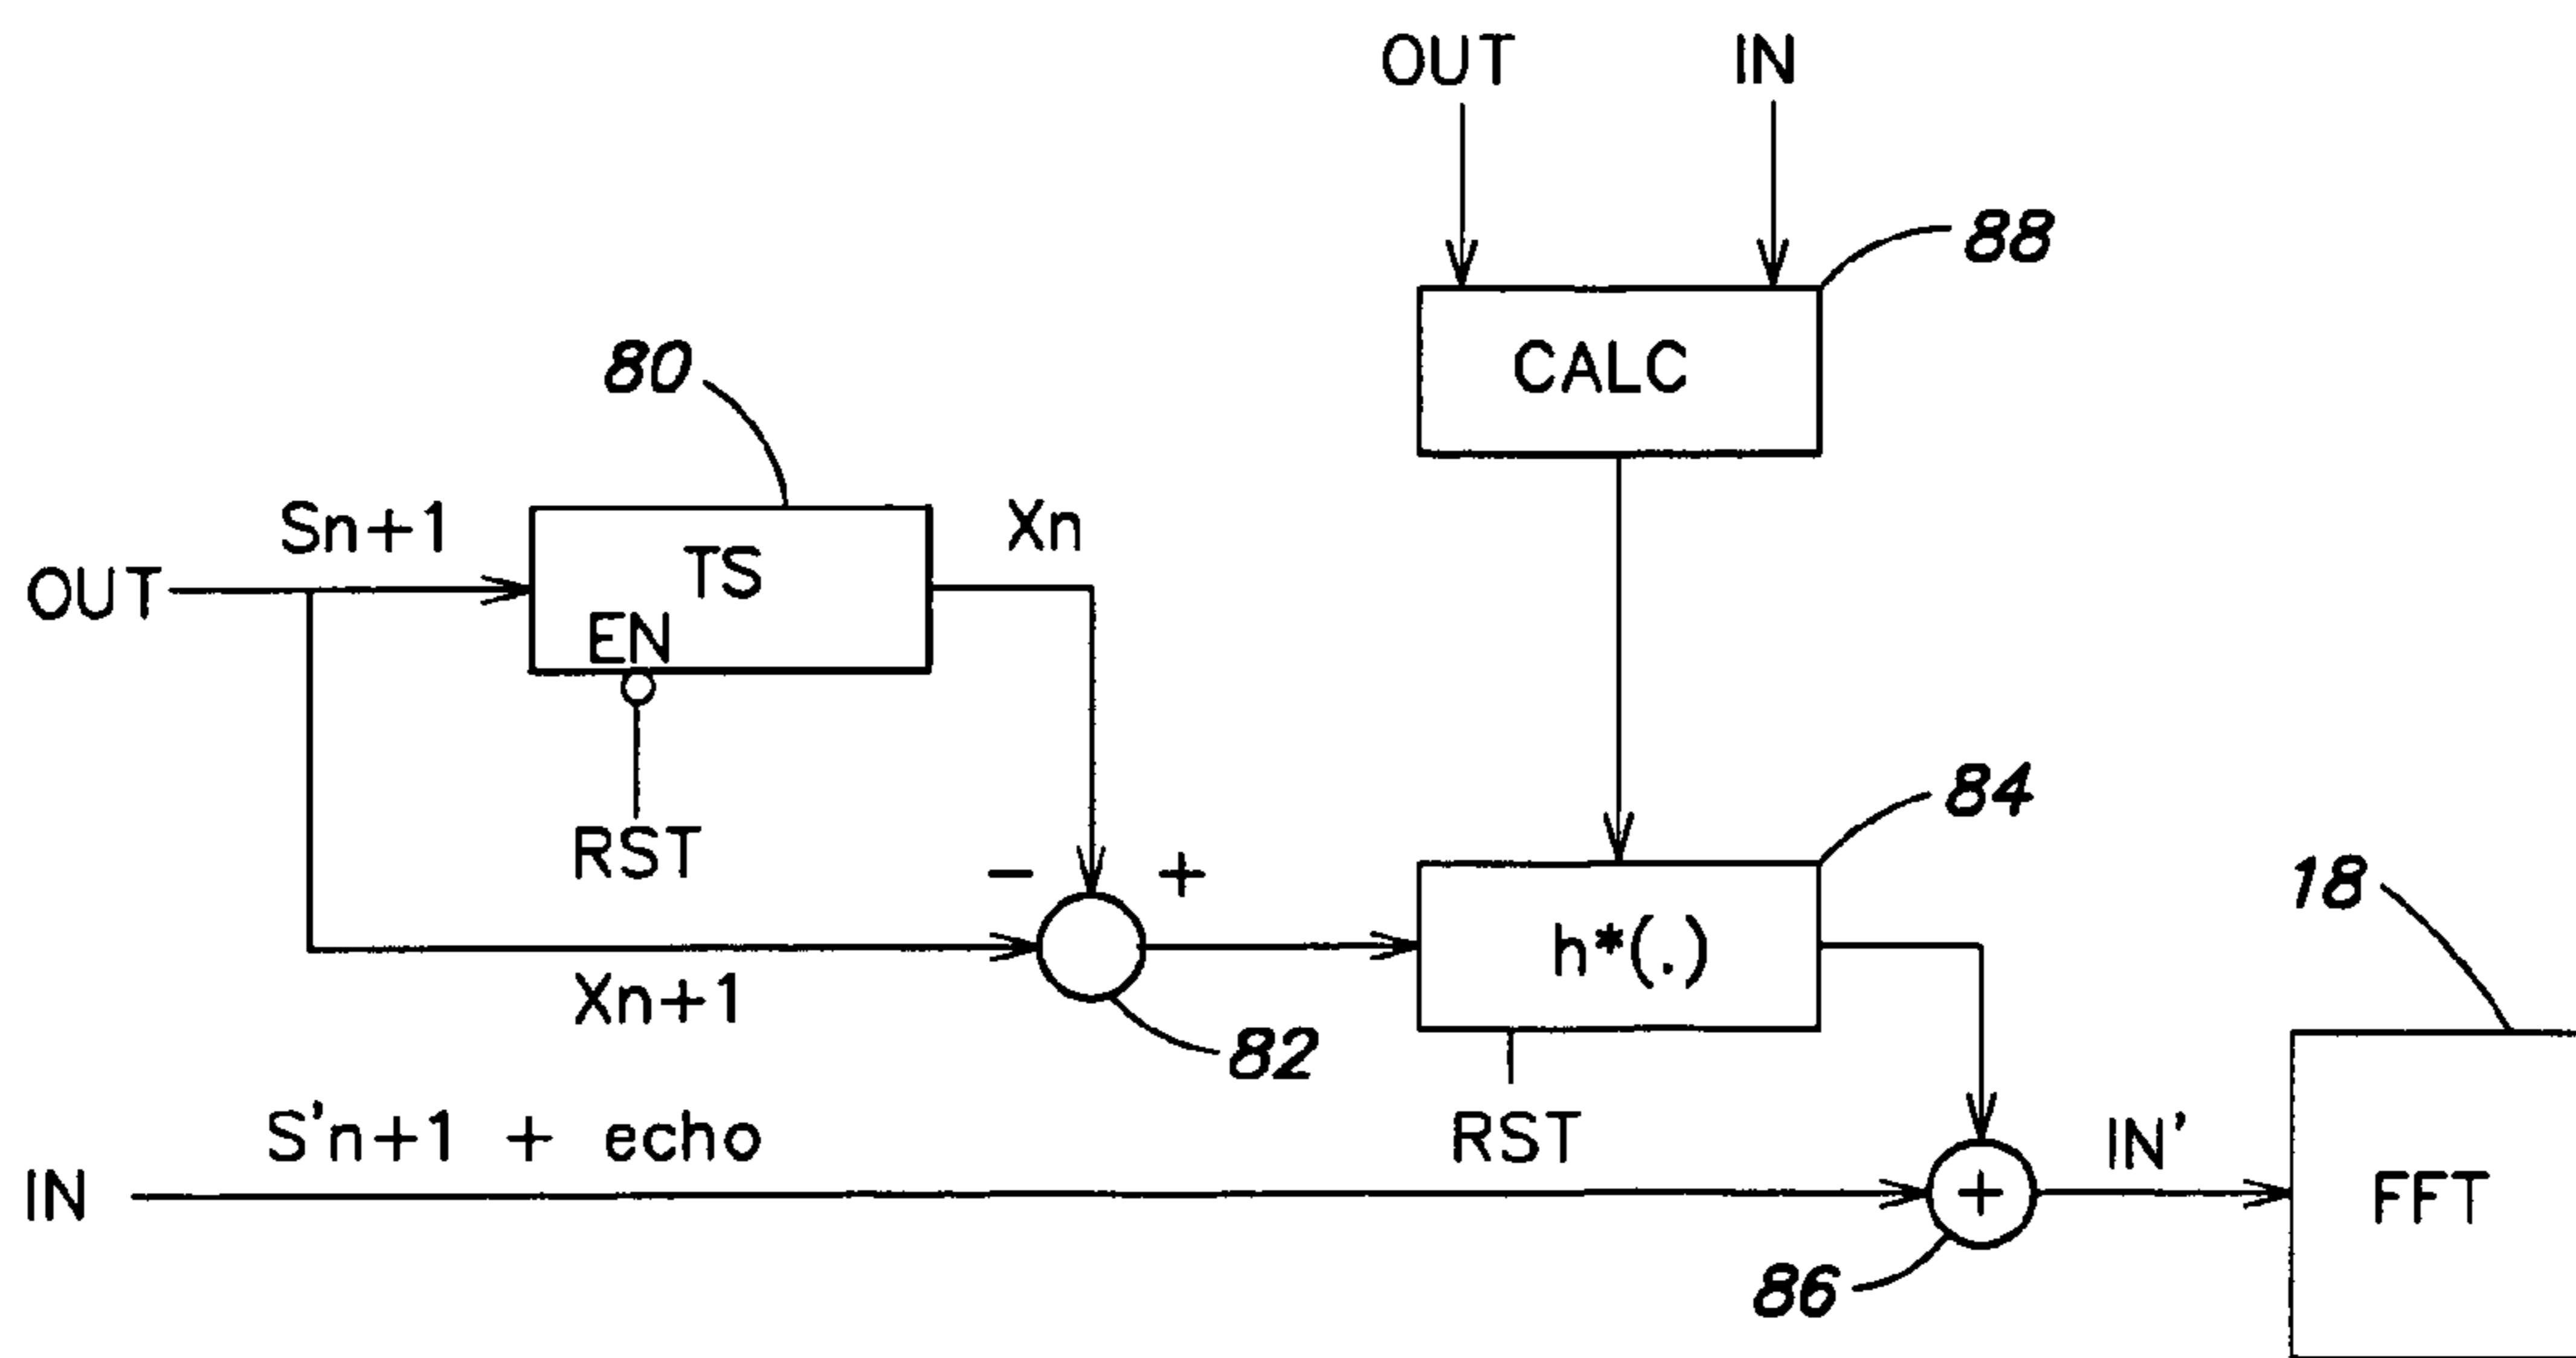 OUT IN
88
CALC
80
Sn+1
TS
Xn
OUT
EN
RST
- +
84
h*(.)
18
Xn+1
82
S'n+1 + echo
RST
IN'
IN
+
FFT
86